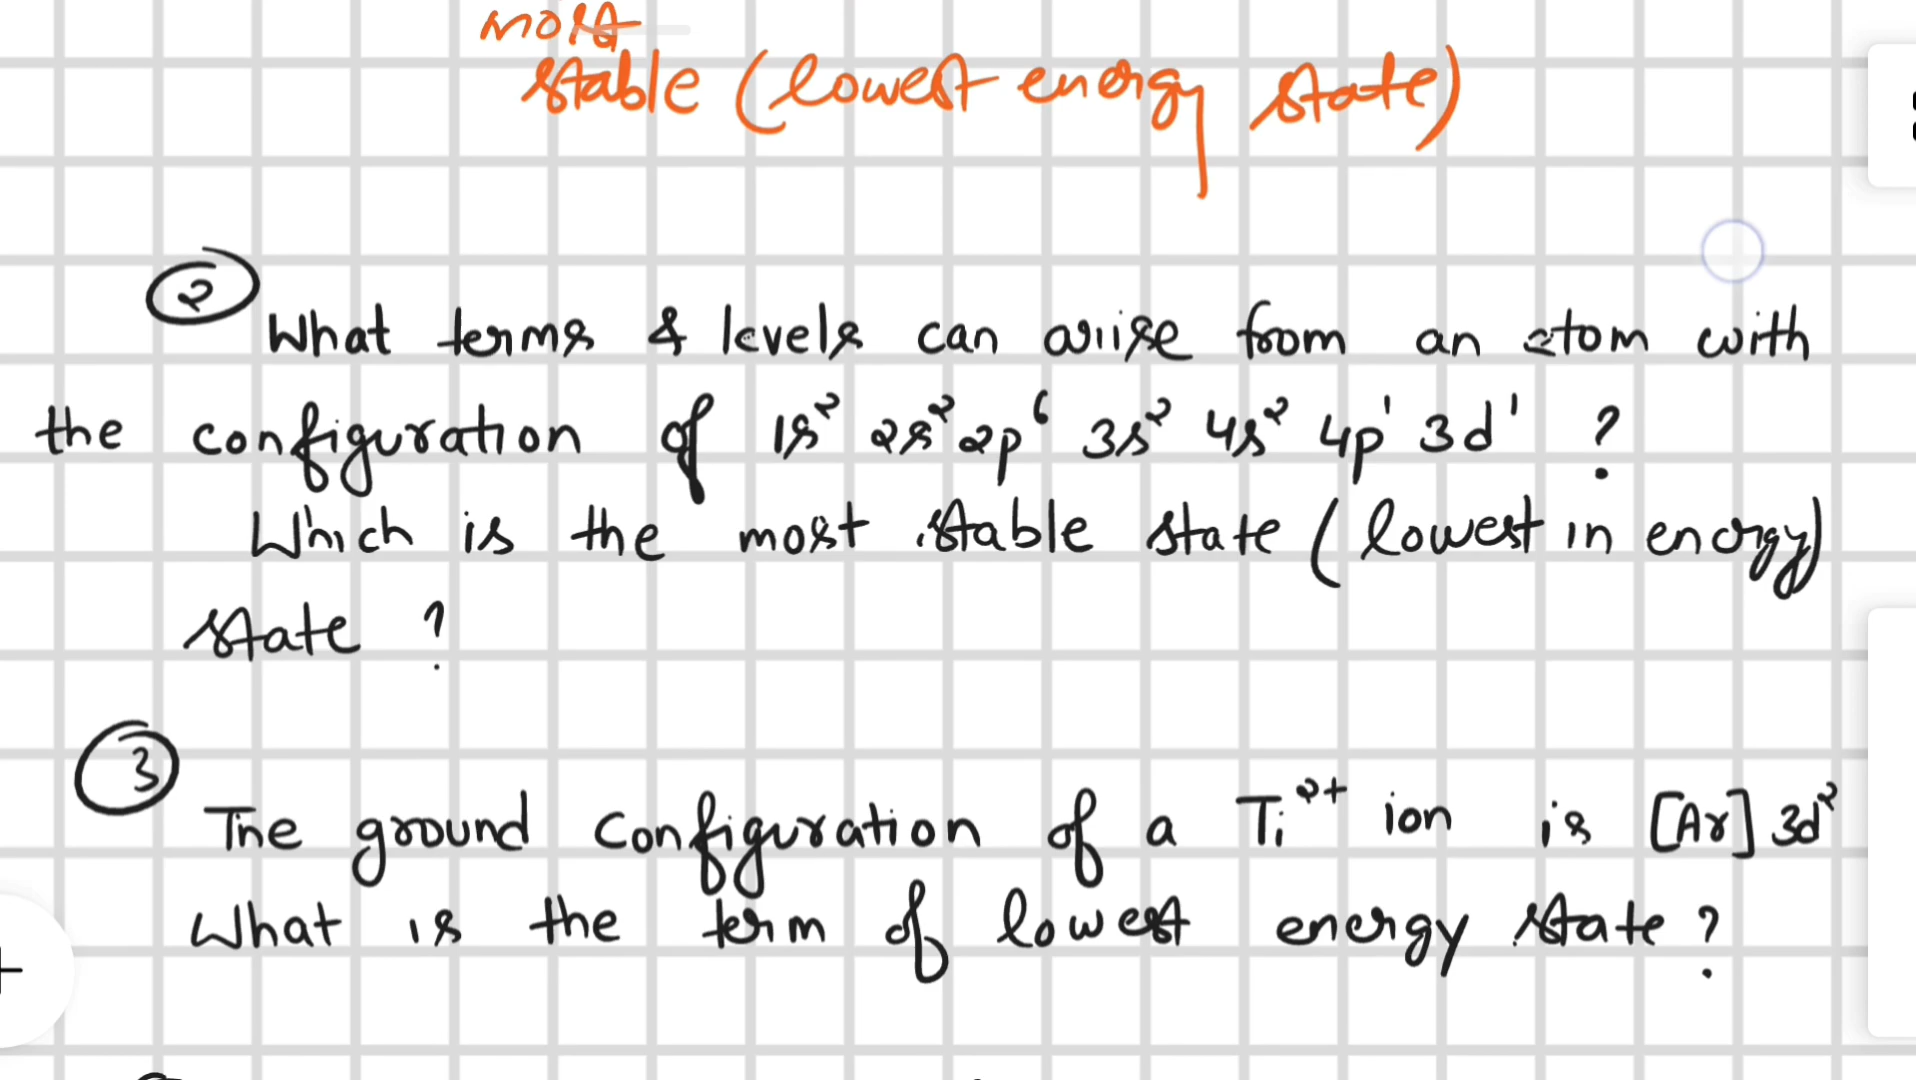 most
stable (lowest energy state)
② What terms & levels can arise from an atom with
the configuration of 1s² 2s² 2p⁶ 3s² 4s² 4p¹ 3d¹ ?
Which is the most stable state (lowest in energy)
state ?
③ The ground configuration of a Ti²⁺ ion is [Ar] 3d²
What is the term of lowest energy state ?